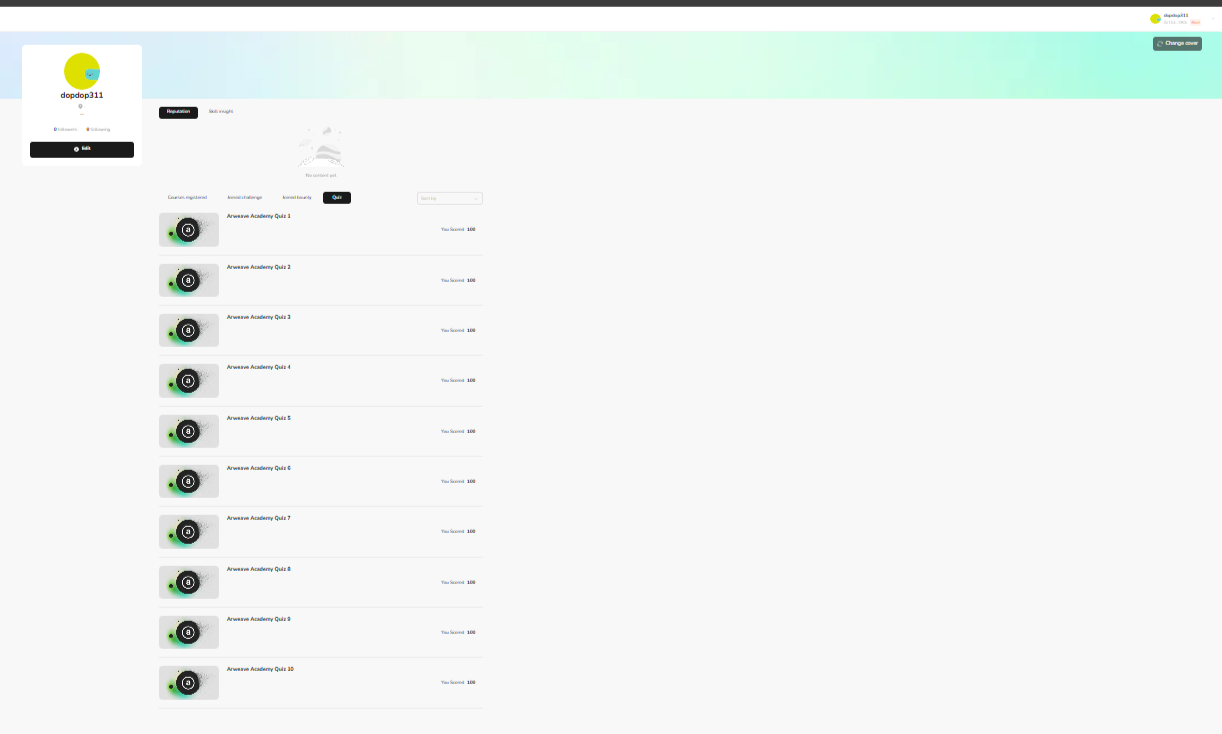 dopdop311
Change cover
dopdop311
0 Followers 0 Following
Edit
Reputation Skill insight
No content yet
Courses registered Joined challenge Joined bounty Quiz
Sort by
Arweave Academy Quiz 1
You Scored 100
Arweave Academy Quiz 2
You Scored 100
Arweave Academy Quiz 3
You Scored 100
Arweave Academy Quiz 4
You Scored 100
Arweave Academy Quiz 5
You Scored 100
Arweave Academy Quiz 6
You Scored 100
Arweave Academy Quiz 7
You Scored 100
Arweave Academy Quiz 8
You Scored 100
Arweave Academy Quiz 9
You Scored 100
Arweave Academy Quiz 10
You Scored 100